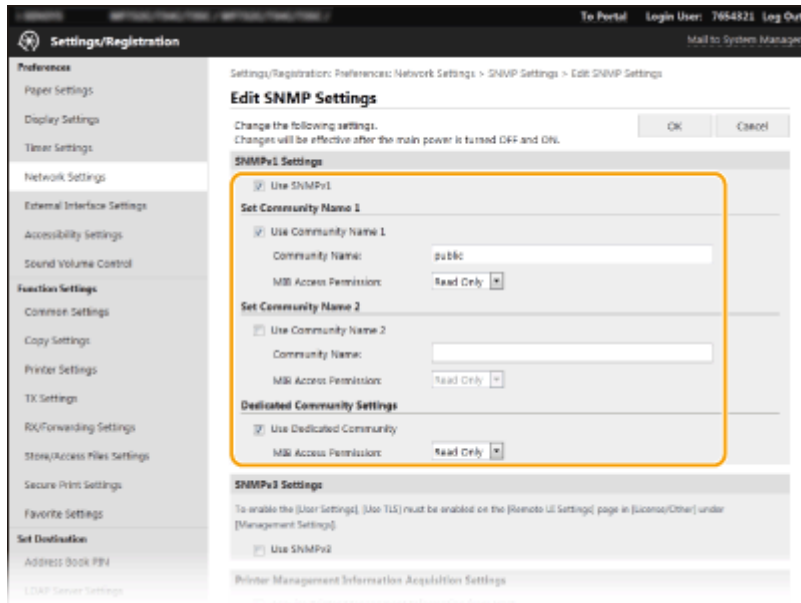 To Portal Login User: 7654321 Log Out
Settings/Registration
Mail to System Manager
Preferences
Paper Settings
Display Settings
Timer Settings
Network Settings
External Interface Settings
Accessibility Settings
Sound Volume Control
Function Settings
Common Settings
Copy Settings
Printer Settings
TX Settings
RX/Forwarding Settings
Store/Access Files Settings
Secure Print Settings
Favorite Settings
Set Destination
Address Book PIN
LDAP Server Settings
Settings/Registration: Preferences: Network Settings > SNMP Settings > Edit SNMP Settings
Edit SNMP Settings
Change the following settings.
Changes will be effective after the main power is turned OFF and ON.
OK Cancel
SNMPv1 Settings
Use SNMPv1
Set Community Name 1
Use Community Name 1
Community Name: public
MIB Access Permission: Read Only
Set Community Name 2
Use Community Name 2
Community Name:
MIB Access Permission: Read Only
Dedicated Community Settings
Use Dedicated Community
MIB Access Permission: Read Only
SNMPv3 Settings
To enable the [User Settings], [Use TLS] must be enabled on the [Remote UI Settings] page in [License/Other] under
[Management Settings].
Use SNMPv3
Printer Management Information Acquisition Settings